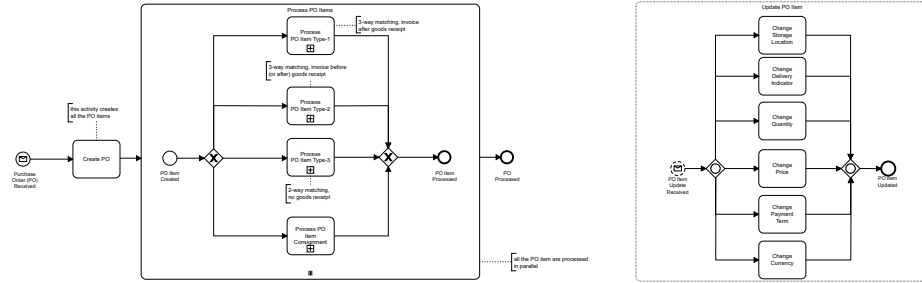 Process PO Items
3-way matching, invoice
after goods receipt
Process
PO Item Type-1
3-way matching, invoice before
(or after) goods receipt
Process
PO Item Type-2
this activity creates
all the PO items
Create PO
Purchase
Order (PO)
Received
PO Item
Created
Process
PO Item Type-3
2-way matching,
no goods receipt
Process PO
Item
Consignment
PO Item
Processed
PO
Processed
all the PO item are processed
in parallel
Update PO Item
Change
Storage
Location
Change
Delivery
Indicator
Change
Quantity
PO Item
Update
Received
Change
Price
PO Item
Updated
Change
Payment
Term
Change
Currency